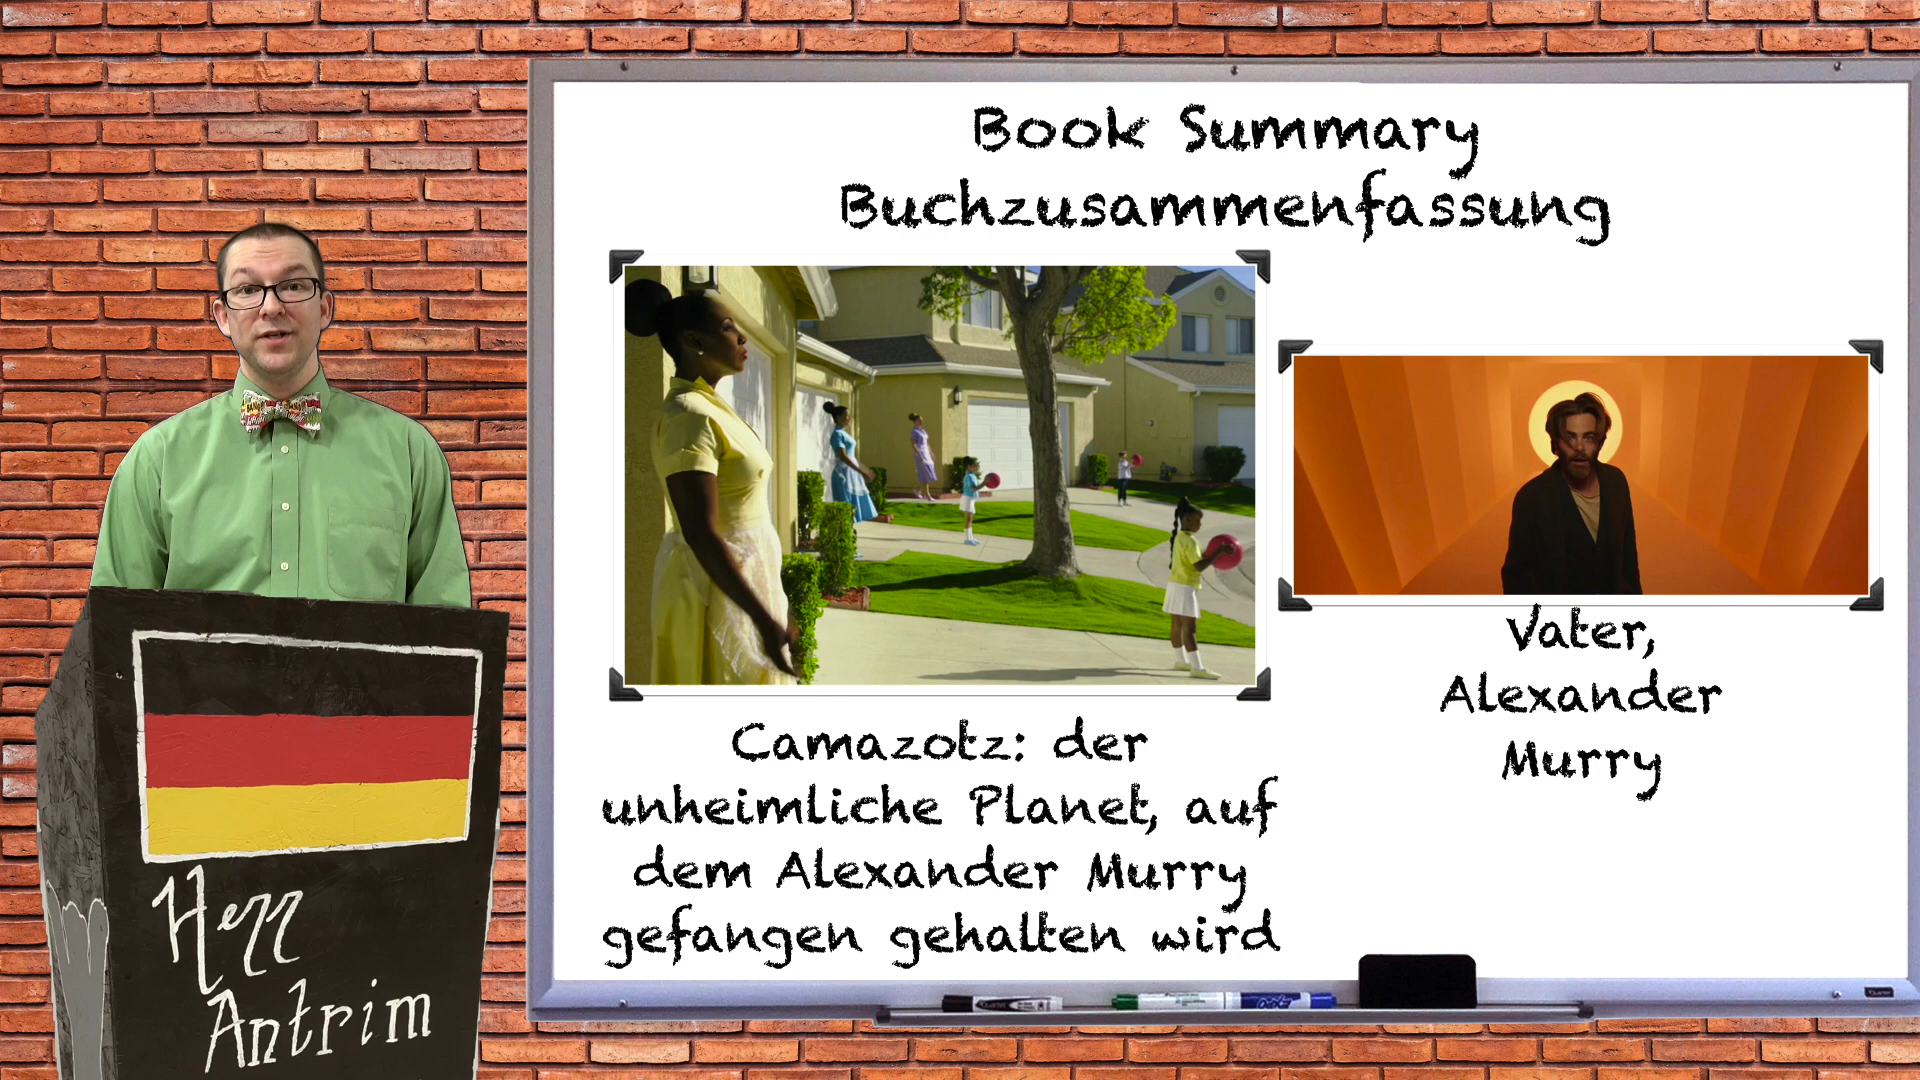 Book Summary
Buchzusammenfassung
Camazotz: der
unheimliche Planet, auf
dem Alexander Murry
gefangen gehalten wird
Vater,
Alexander
Murry
Herr
Antrim